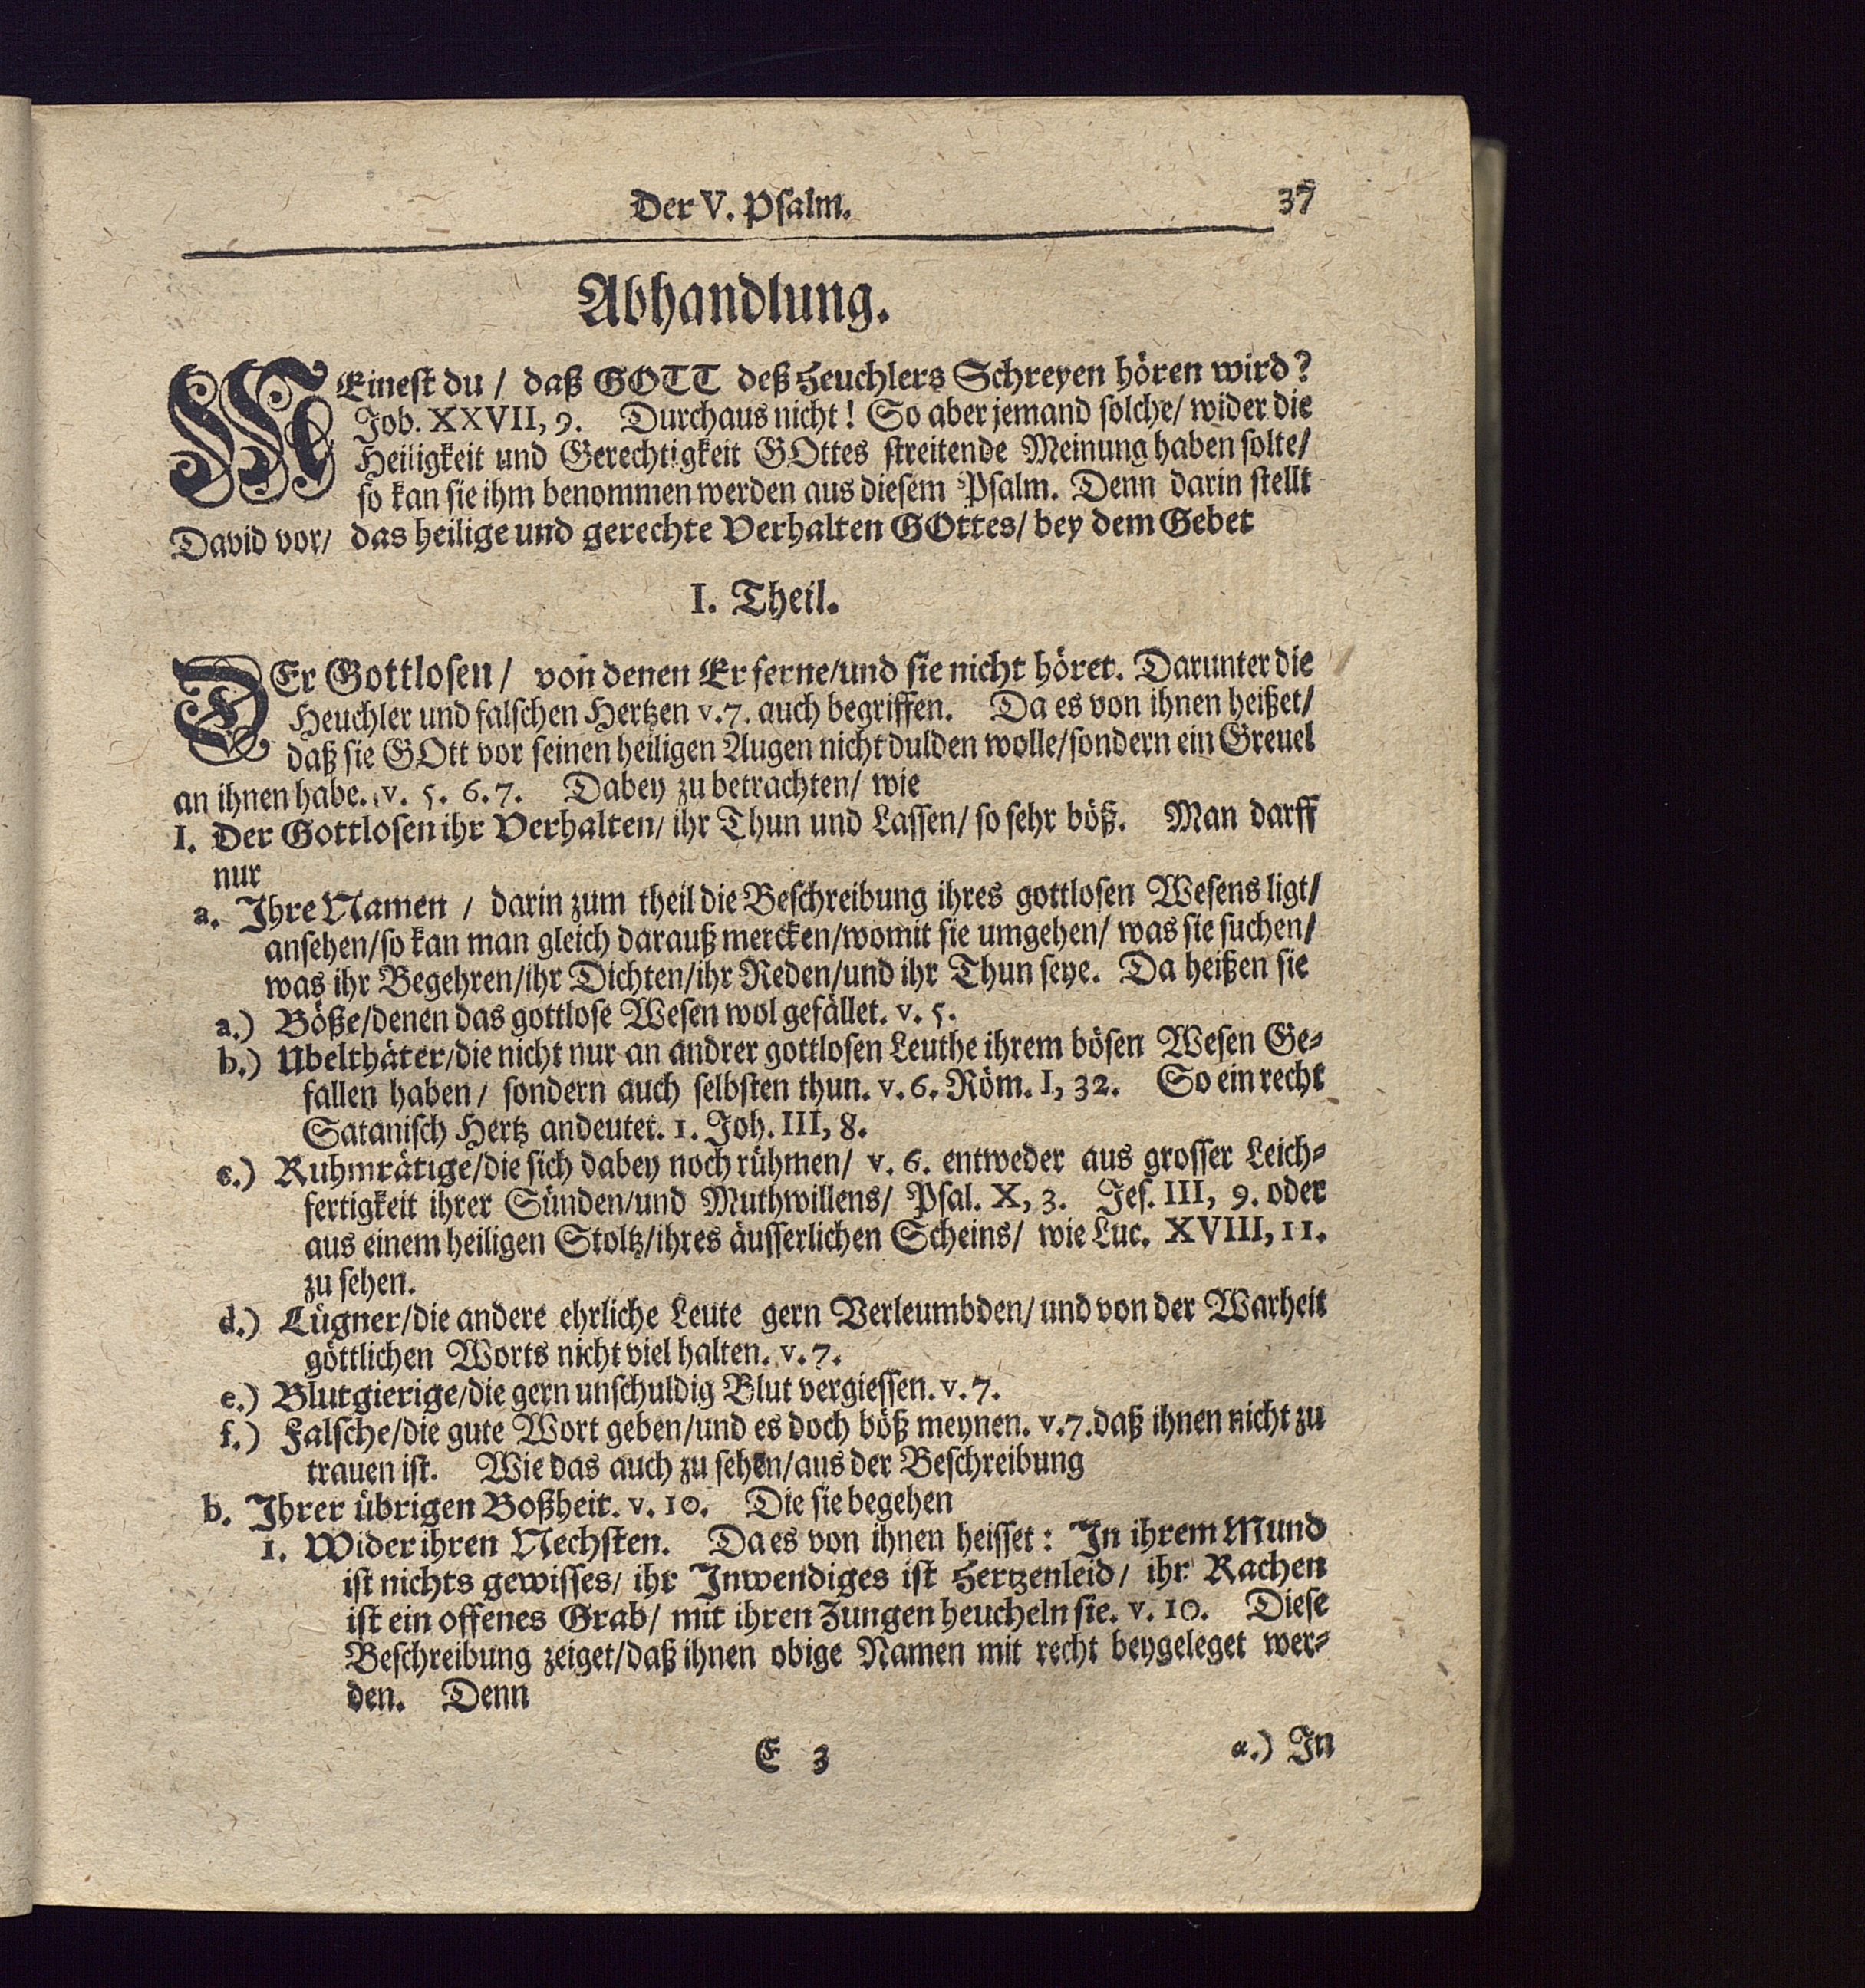 Der V. Psalm. 37
Abhandlung.
MEinest du / daß GOTT deß Heuchlers Schreyen hören wird?
Job. XXVII, 9. Durchaus nicht! So aber jemand solche/ wider die
Heiligkeit und Gerechtigkeit GOttes streitende Meinung haben solte/
so kan sie ihm benommen werden aus diesem Psalm. Denn darin stellt
David vor/ das heilige und gerechte Verhalten GOttes/ bey dem Gebet
I. Theil.
DEr Gottlosen/ von denen Er ferne/und sie nicht höret. Darunter die
Heuchler und falschen Hertzen v.7. auch begriffen. Da es von ihnen heißet/
daß sie GOtt vor seinen heiligen Augen nicht dulden wolle/sondern ein Greuel
an ihnen habe. v. 5. 6. 7. Dabey zu betrachten/ wie
I. Der Gottlosen ihr Verhalten/ ihr Thun und Lassen/ so sehr böß. Man darff
nur
a. Ihre Namen / darin zum theil die Beschreibung ihres gottlosen Wesens ligt/
ansehen/so kan man gleich darauß mercken/womit sie umgehen/ was sie suchen/
was ihr Begehren/ihr Dichten/ihr Reden/und ihr Thun seye. Da heißen sie
a.) Böße/denen das gottlose Wesen wol gefället. v. 5.
b.) Ubelthäter/die nicht nur an andrer gottlosen Leuthe ihrem bösen Wesen Ge-
fallen haben/ sondern auch selbsten thun. v. 6. Röm. I, 32. So ein recht
Satanisch Hertz andeutet. 1. Joh. III, 8.
c.) Ruhmrätige/die sich dabey noch rühmen/ v. 6. entweder aus grosser Leich-
fertigkeit ihrer Sünden/und Muthwillens/ Psal. X, 3. Jes. III, 9. oder
aus einem heiligen Stoltz/ihres äusserlichen Scheins/ wie Luc. XVIII, 11.
zu sehen.
d.) Lügner/die andere ehrliche Leute gern Verleumbden/ und von der Warheit
göttlichen Worts nicht viel halten. v. 7.
e.) Blutgierige/die gern unschuldig Blut vergiessen. v. 7.
f.) Falsche/die gute Wort geben/und es doch böß meynen. v. 7. daß ihnen nicht zu
trauen ist. Wie das auch zu sehen/aus der Beschreibung
b. Ihrer übrigen Boßheit. v. 10. Die sie begehen
1. Wider ihren Nechsten. Da es von ihnen heisset: In ihrem Mund
ist nichts gewisses/ ihr Inwendiges ist Hertzenleid/ ihr Rachen
ist ein offenes Grab/ mit ihren Zungen heucheln sie. v. 10. Diese
Beschreibung zeiget/daß ihnen obige Namen mit recht beygeleget wer-
den. Denn
E 3 α.) In